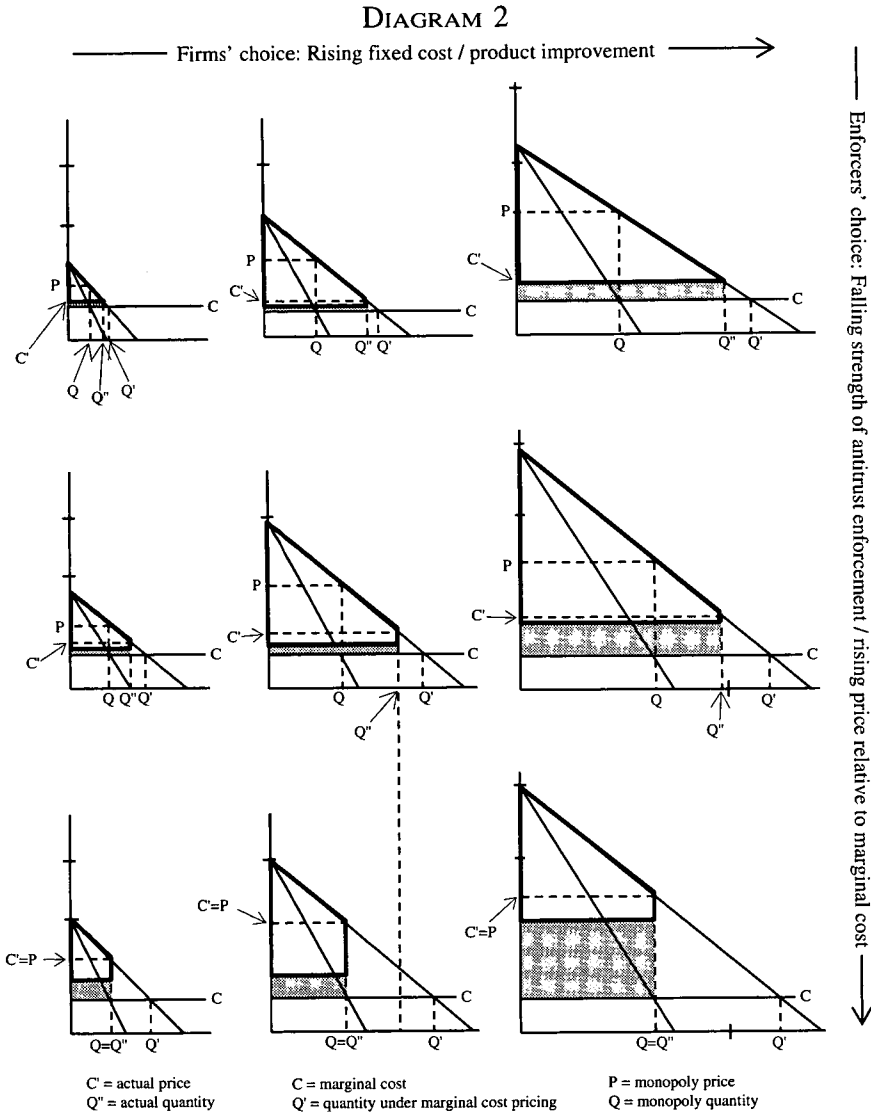 DIAGRAM 2
Firms' choice: Rising fixed cost / product improvement
Enforcers' choice: Falling strength of antitrust enforcement / rising price relative to marginal cost
P
C
C'
Q
Q"
Q'
P
C'
C
Q
Q"
Q'
P
C'
C
Q
Q"
Q'
P
C'
C
Q
Q"
Q'
P
C'
C
Q
Q'
Q"
P
C'
C
Q
Q'
Q"
C'=P
C
Q=Q"
Q'
C'=P
C
Q=Q"
Q'
C'=P
C
Q=Q"
Q'
C' = actual price
Q" = actual quantity
C = marginal cost
Q' = quantity under marginal cost pricing
P = monopoly price
Q = monopoly quantity